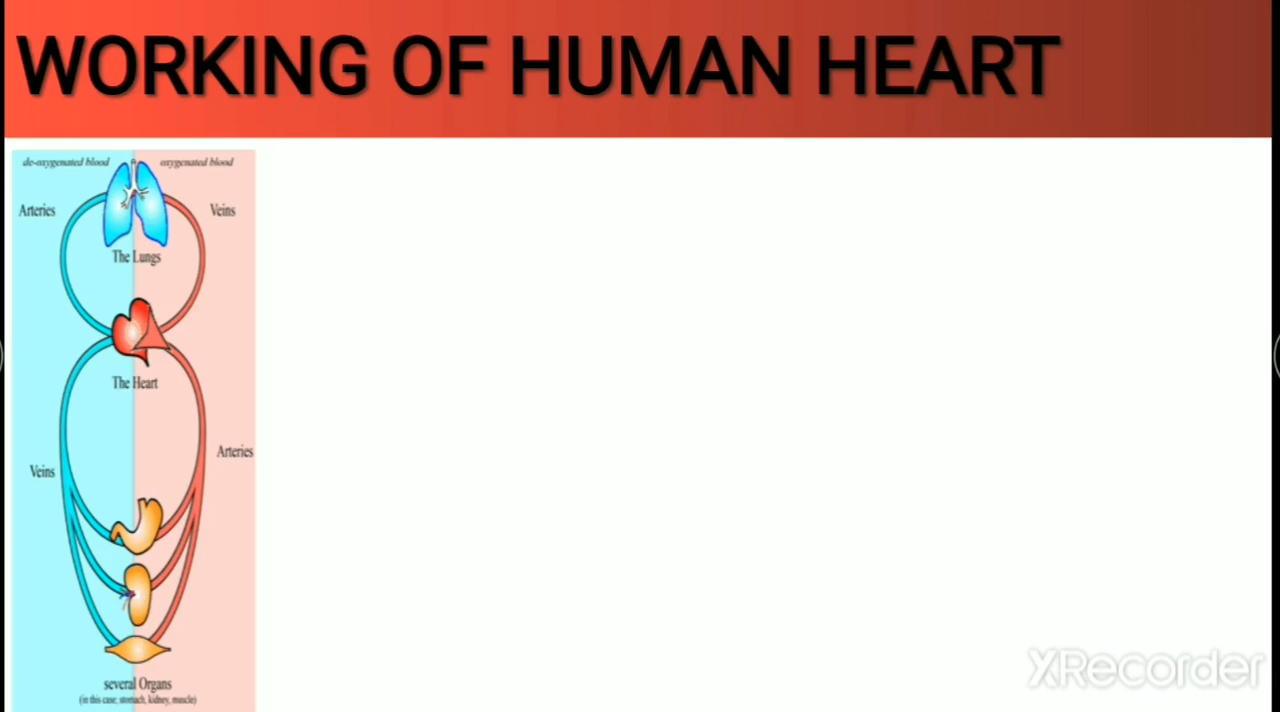 WORKING OF HUMAN HEART
de-oxygenated blood
oxygenated blood
Arteries
Veins
The Lungs
The Heart
Arteries
Veins
several Organs
(in this case; stomach, kidney, muscle)
XRecorder